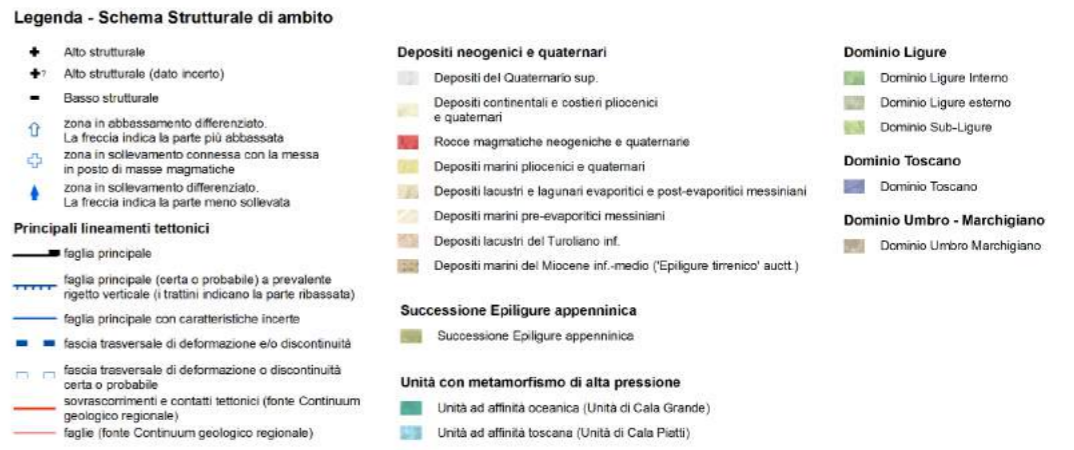 Legenda - Schema Strutturale di ambito
Alto strutturale
Alto strutturale (dato incerto)
Basso strutturale
zona in abbassamento differenziato.
La freccia indica la parte più abbassata
zona in sollevamento connessa con la messa
in posto di masse magmatiche
zona in sollevamento differenziato.
La freccia indica la parte meno sollevata
Principali lineamenti tettonici
faglia principale
faglia principale (certa o probabile) a prevalente
rigetto verticale (i trattini indicano la parte ribassata)
faglia principale con caratteristiche incerte
fascia trasversale di deformazione e/o discontinuità
fascia trasversale di deformazione o discontinuità
certa o probabile
sovrascorrimenti e contatti tettonici (fonte Continuum
geologico regionale)
faglie (fonte Continuum geologico regionale)
Depositi neogenici e quaternari
Depositi del Quaternario sup.
Depositi continentali e costieri pliocenici
e quaternari
Rocce magmatiche neogeniche e quaternarie
Depositi marini pliocenici e quaternari
Depositi lacustri e lagunari evaporitici e post-evaporitici messiniani
Depositi marini pre-evaporitici messiniani
Depositi lacustri del Turoliano inf.
Depositi marini del Miocene inf.-medio ('Epiligure tirrenico' auctt.)
Successione Epiligure appenninica
Successione Epiligure appenninica
Unità con metamorfismo di alta pressione
Unità ad affinità oceanica (Unità di Cala Grande)
Unità ad affinità toscana (Unità di Cala Piatti)
Dominio Ligure
Dominio Ligure Interno
Dominio Ligure esterno
Dominio Sub-Ligure
Dominio Toscano
Dominio Toscano
Dominio Umbro - Marchigiano
Dominio Umbro Marchigiano